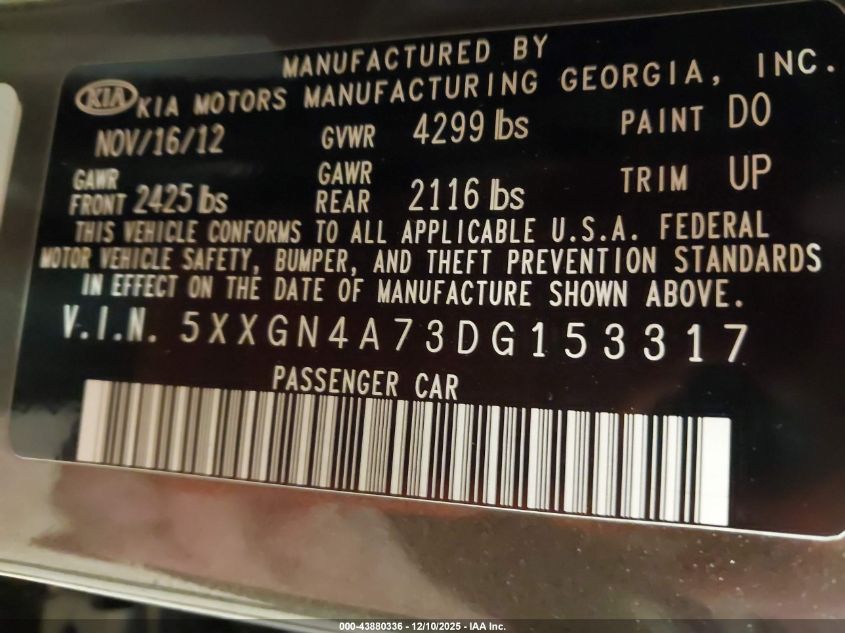 MANUFACTURED BY
KIA KIA MOTORS MANUFACTURING GEORGIA, INC.
NOV/16/12 GVWR 4299 lbs PAINT DO
GAWR FRONT 2425 lbs GAWR REAR 2116 lbs TRIM UP
THIS VEHICLE CONFORMS TO ALL APPLICABLE U.S.A. FEDERAL
MOTOR VEHICLE SAFETY, BUMPER, AND THEFT PREVENTION STANDARDS
IN EFFECT ON THE DATE OF MANUFACTURE SHOWN ABOVE.
V.I.N. 5XXGN4A73DG153317
PASSENGER CAR
000-43880336 - 12/10/2025 - IAA Inc.